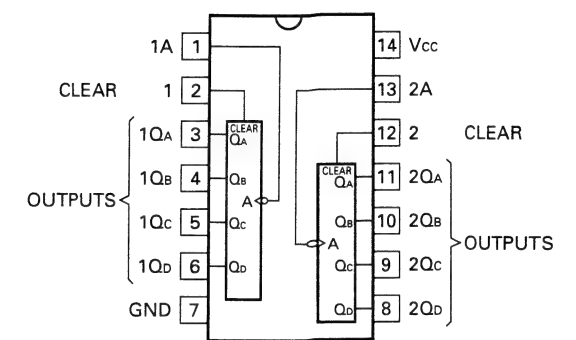 1A 1 14 Vcc
13 2A
CLEAR 1 2 12 2 CLEAR
CLEAR
1QA 3 QA
CLEAR
QA 11 2QA
1QB 4 QB
A
OUTPUTS
QB 10 2QB
1QC 5 QC
A
OUTPUTS
QC 9 2QC
1QD 6 QD
GND 7 QD 8 2QD